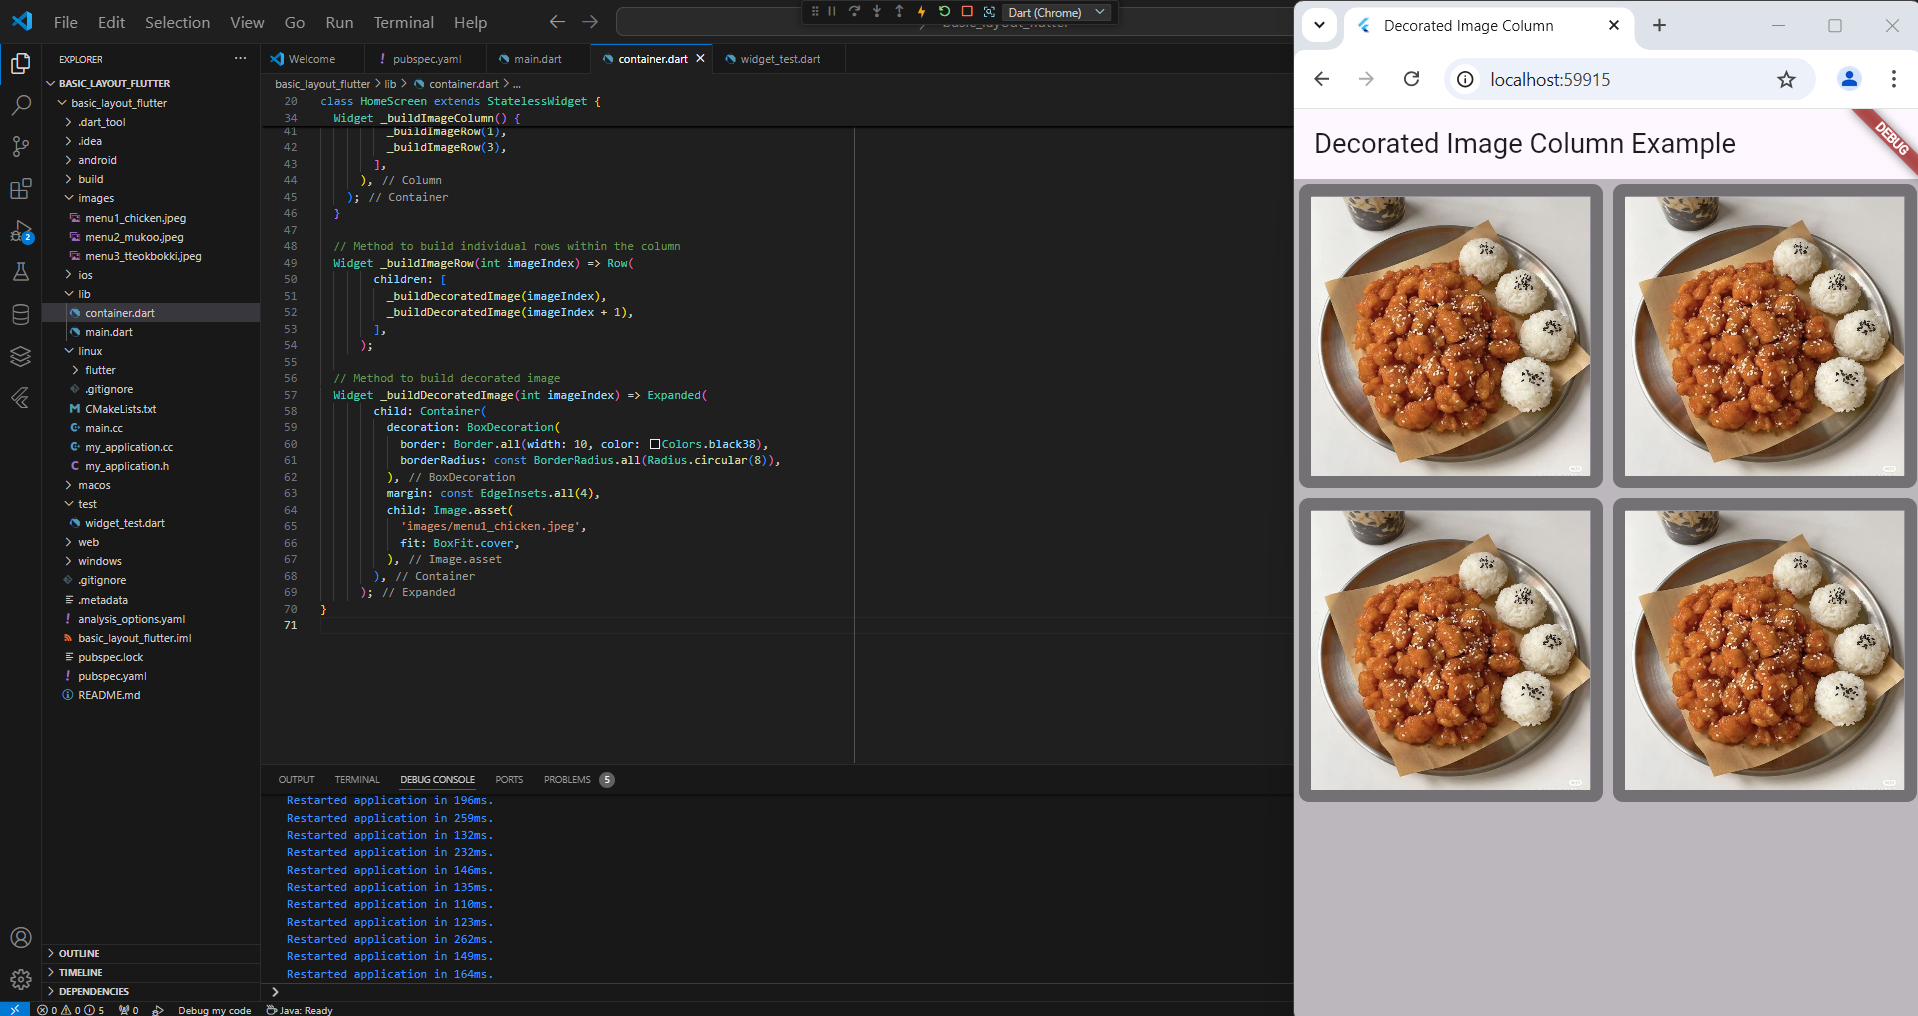 File Edit Selection View Go Run Terminal Help
Dart (Chrome)
EXPLORER
BASIC_LAYOUT_FLUTTER
basic_layout_flutter
.dart_tool
.idea
android
build
images
menu1_chicken.jpeg
menu2_mukoo.jpeg
menu3_tteokbokki.jpeg
ios
lib
container.dart
main.dart
linux
flutter
.gitignore
CMakeLists.txt
main.cc
my_application.cc
my_application.h
macos
test
widget_test.dart
web
windows
.gitignore
.metadata
analysis_options.yaml
basic_layout_flutter.iml
pubspec.lock
pubspec.yaml
README.md
OUTLINE
TIMELINE
DEPENDENCIES
Welcome pubspec.yaml main.dart container.dart widget_test.dart
basic_layout_flutter > lib > container.dart > ...
20 class HomeScreen extends StatelessWidget {
34 Widget _buildImageColumn() {
41 _buildImageRow(1),
42 _buildImageRow(3),
43 ],
44 ), // Column
45 ); // Container
46 }
47
48 // Method to build individual rows within the column
49 Widget _buildImageRow(int imageIndex) => Row(
50 children: [
51 _buildDecoratedImage(imageIndex),
52 _buildDecoratedImage(imageIndex + 1),
53 ],
54 );
55
56 // Method to build decorated image
57 Widget _buildDecoratedImage(int imageIndex) => Expanded(
58 child: Container(
59 decoration: BoxDecoration(
60 border: Border.all(width: 10, color: Colors.black38),
61 borderRadius: const BorderRadius.all(Radius.circular(8)),
62 ), // BoxDecoration
63 margin: const EdgeInsets.all(4),
64 child: Image.asset(
65 'images/menu1_chicken.jpeg',
66 fit: BoxFit.cover,
67 ), // Image.asset
68 ), // Container
69 ); // Expanded
70 }
71
OUTPUT TERMINAL DEBUG CONSOLE PORTS PROBLEMS 5
Restarted application in 196ms.
Restarted application in 259ms.
Restarted application in 132ms.
Restarted application in 232ms.
Restarted application in 146ms.
Restarted application in 135ms.
Restarted application in 110ms.
Restarted application in 123ms.
Restarted application in 262ms.
Restarted application in 149ms.
Restarted application in 164ms.
2
0 0 5 0 Debug my code Java: Ready
Decorated Image Column
localhost:59915
Decorated Image Column Example
DEBUG